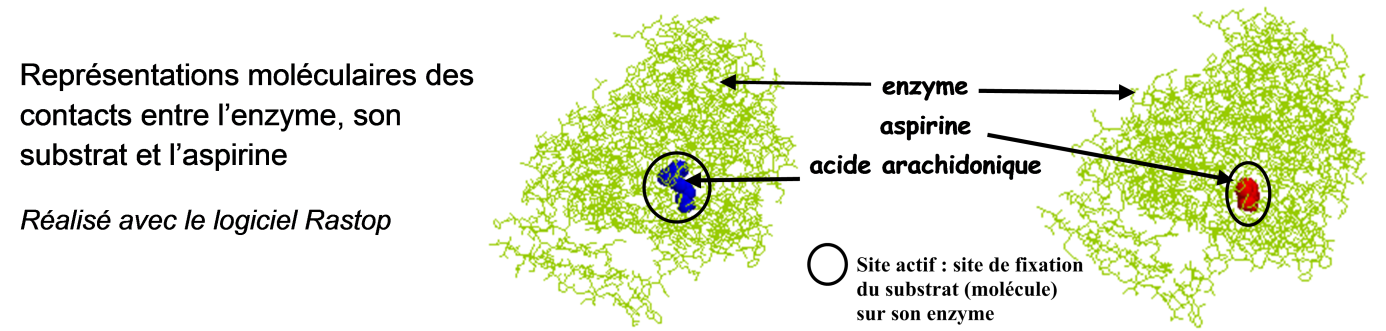 Représentations moléculaires des
contacts entre l'enzyme, son
substrat et l'aspirine
Réalisé avec le logiciel Rastop
enzyme
aspirine
acide arachidonique
Site actif : site de fixation
du substrat (molécule)
sur son enzyme